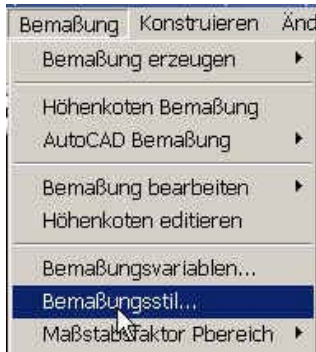 Bemaßung Konstruieren Änd
Bemaßung erzeugen
Höhenkoten Bemaßung
AutoCAD Bemaßung
Bemaßung bearbeiten
Höhenkoten editieren
Bemaßungsvariablen...
Bemaßungsstil...
Maßstabsfaktor Pbereich